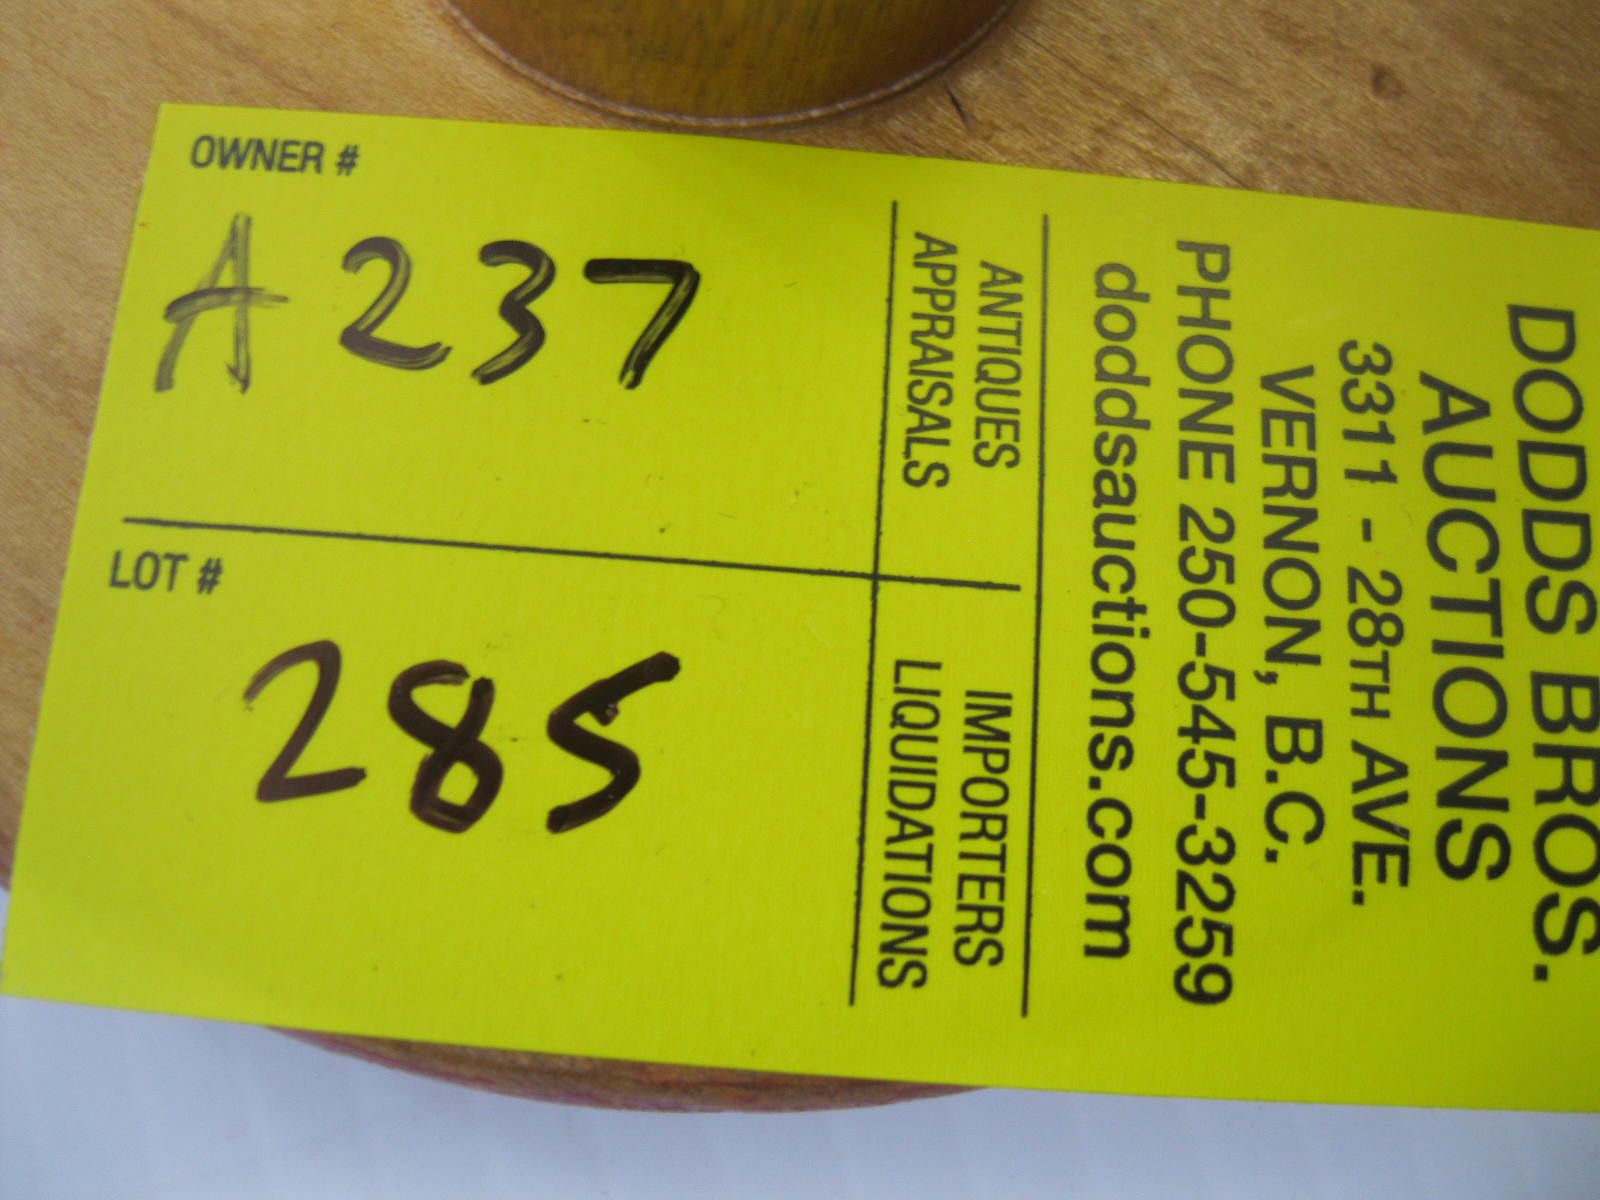 OWNER #
A 237
LOT #
285
DODDS BROS.
AUCTIONS
3311 - 28TH AVE.
VERNON, B.C.
PHONE 250-545-3259
doddsauctions.com
ANTIQUES
APPRAISALS
IMPORTERS
LIQUIDATIONS